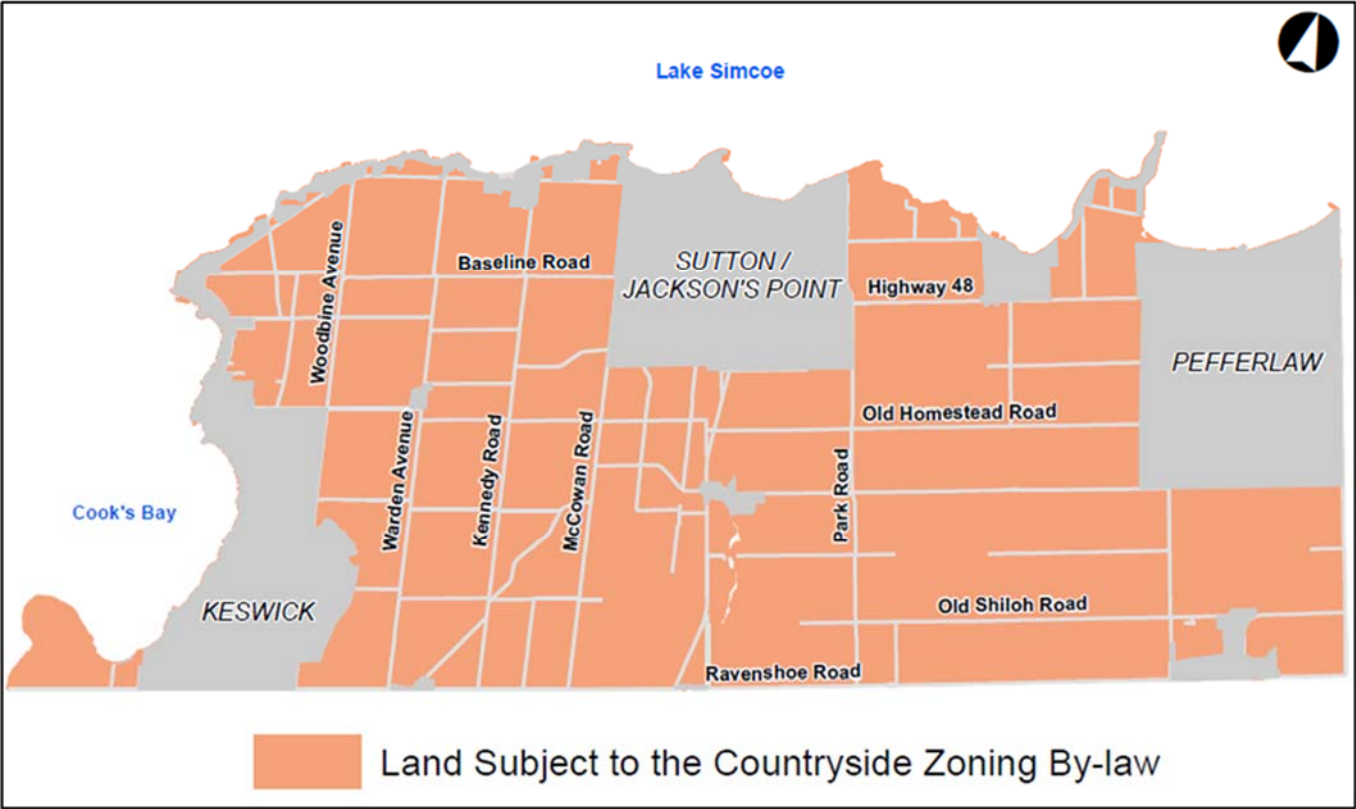 Lake Simcoe
Woodbine Avenue
Baseline Road
SUTTON /
JACKSON'S POINT
Highway 48
PEFFERLAW
Old Homestead Road
Warden Avenue
Kennedy Road
McCowan Road
Park Road
Cook's Bay
KESWICK
Old Shiloh Road
Ravenshoe Road
Land Subject to the Countryside Zoning By-law